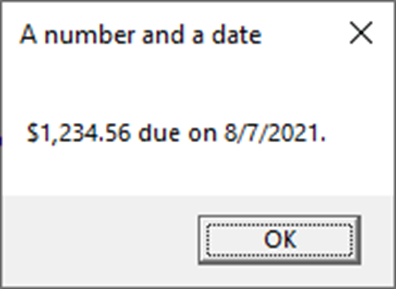 A number and a date
$1,234.56 due on 8/7/2021.
OK